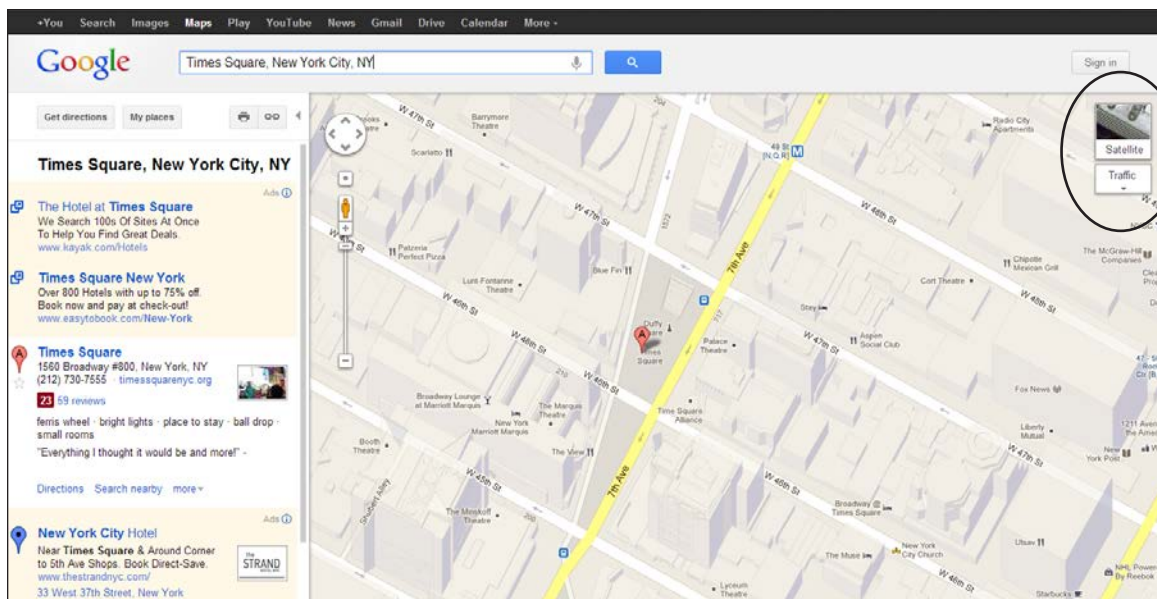 +You Search Images Maps Play YouTube News Gmail Drive Calendar More
Google
Times Square, New York City, NY
Sign in
Get directions
My places
Times Square, New York City, NY
Ads
The Hotel at Times Square
We Search 100s Of Sites At Once
To Help You Find Great Deals.
www.kayak.com/Hotels
Times Square New York
Over 800 Hotels with up to 75% off.
Book now and pay at check-out!
www.easytobook.com/New-York
A
Times Square
1560 Broadway #800, New York, NY
(212) 730-7555 · timessquarenyc.org
23 59 reviews
ferris wheel · bright lights · place to stay · ball drop ·
small rooms
"Everything I thought it would be and more!" -
Directions Search nearby more
Ads
New York City Hotel
Near Times Square & Around Corner
to 5th Ave Shops. Book Direct-Save.
www.thestrandnyc.com/
33 West 37th Street, New York
the
STRAND
Satellite
Traffic
W 47th St
204
Barrymore
Theatre
Scarlatto
49 St
[N,Q,R]
M
Radio City
Apartments
W 48th St
W 47th St
1572
W 46th St
Patzeria
Perfect Pizza
Blue Fin
7th Ave
Lunt-Fontanne
Theatre
W 46th St
Chipotle
Mexican Grill
The McGraw-Hill
Companies
Cort Theatre
W 48th St
Stey
717
Duffy
Square
A
Times
Square
Palace
Theatre
W 47th St
Aspen
Social Club
W 46th St
210
Fox News
Broadway Lounge
at Marriott Marquis
The Marquis
Theatre
New York
Marriott Marquis
Time Square
Alliance
Liberty
Mutual
New
York Post
W 47th St
Booth
Theatre
The View
W 45th St
7th Ave
W 46th St
Shubert Alley
The Minskoff
Theatre
200
Broadway @
Times Square
The Muse
New York
City Church
Utsav
Lyceum
Theatre
NHL Power
By Reebok
Starbucks